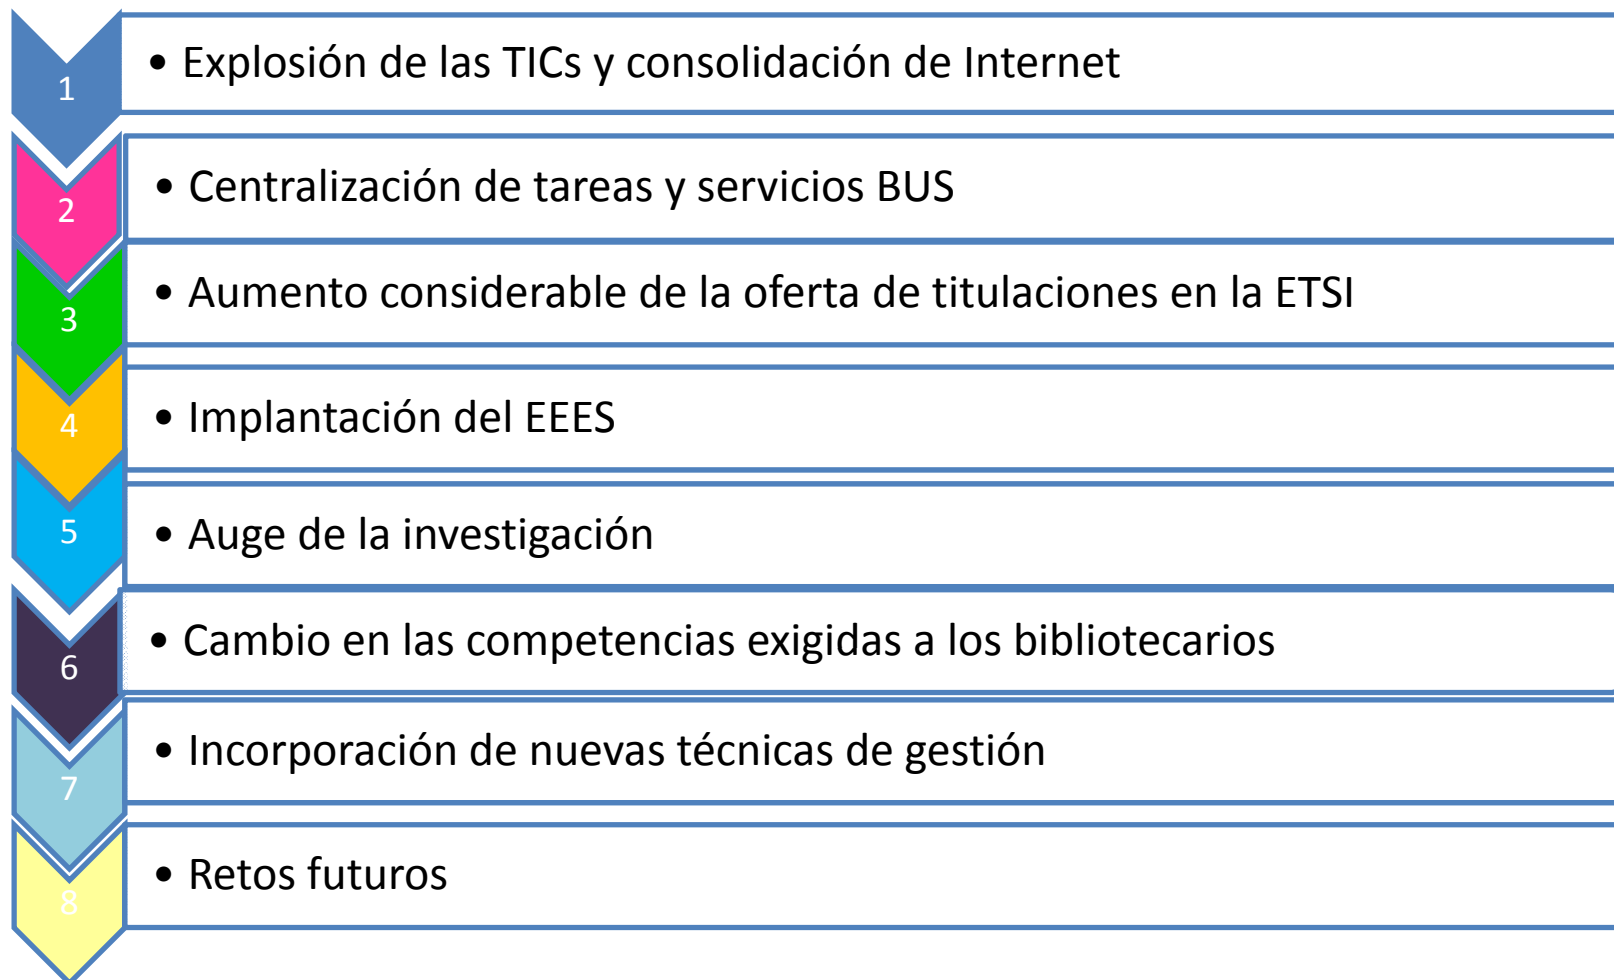 1
• Explosión de las TICs y consolidación de Internet
2
• Centralización de tareas y servicios BUS
3
• Aumento considerable de la oferta de titulaciones en la ETSI
4
• Implantación del EEES
5
• Auge de la investigación
6
• Cambio en las competencias exigidas a los bibliotecarios
7
• Incorporación de nuevas técnicas de gestión
8
• Retos futuros